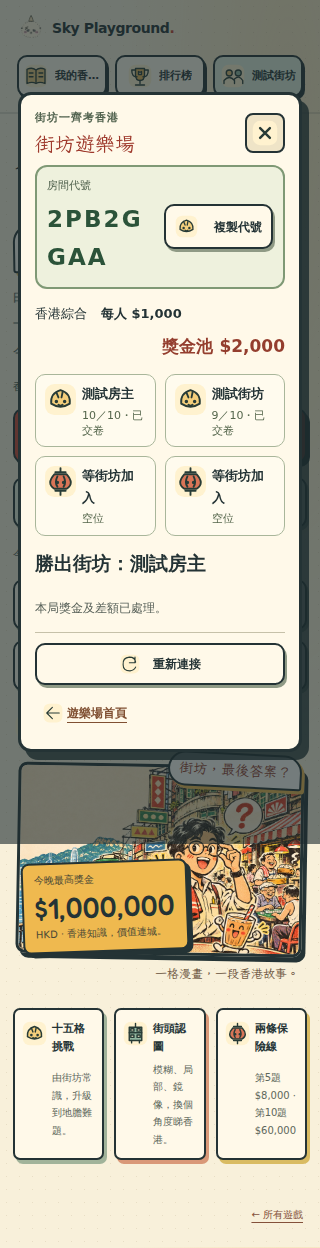 Sky Playground.
我的香…
排行榜
測試街坊
街坊一齊考香港
街坊遊樂場
房間代號
2PB2G
GAA
複製代號
香港綜合 每人 $1,000
獎金池 $2,000
測試房主
10／10 · 已
交卷
測試街坊
9／10 · 已
交卷
等街坊加
入
空位
等街坊加
入
空位
勝出街坊：測試房主
本局獎金及差額已處理。
重新連接
遊樂場首頁
街坊，最後答案？
?
今晚最高獎金
$1,000,000
HKD · 香港知識，價值連城。
一格漫畫，一段香港故事。
十五格
挑戰
由街坊常
識，升級
到地膽難
題。
街頭認
圖
模糊、局
部、鏡
像，換個
角度睇香
港。
兩條保
險線
第5題
$8,000 ·
第10題
$60,000
← 所有遊戲